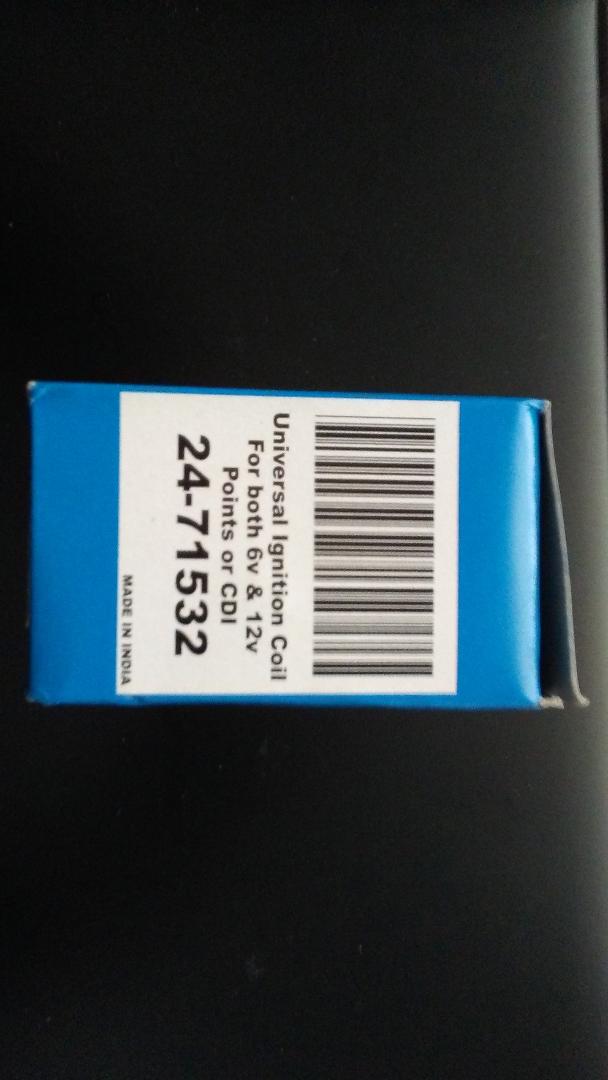 Universal Ignition Coil
For both 6v & 12v
Points or CDI
24-71532
MADE IN INDIA